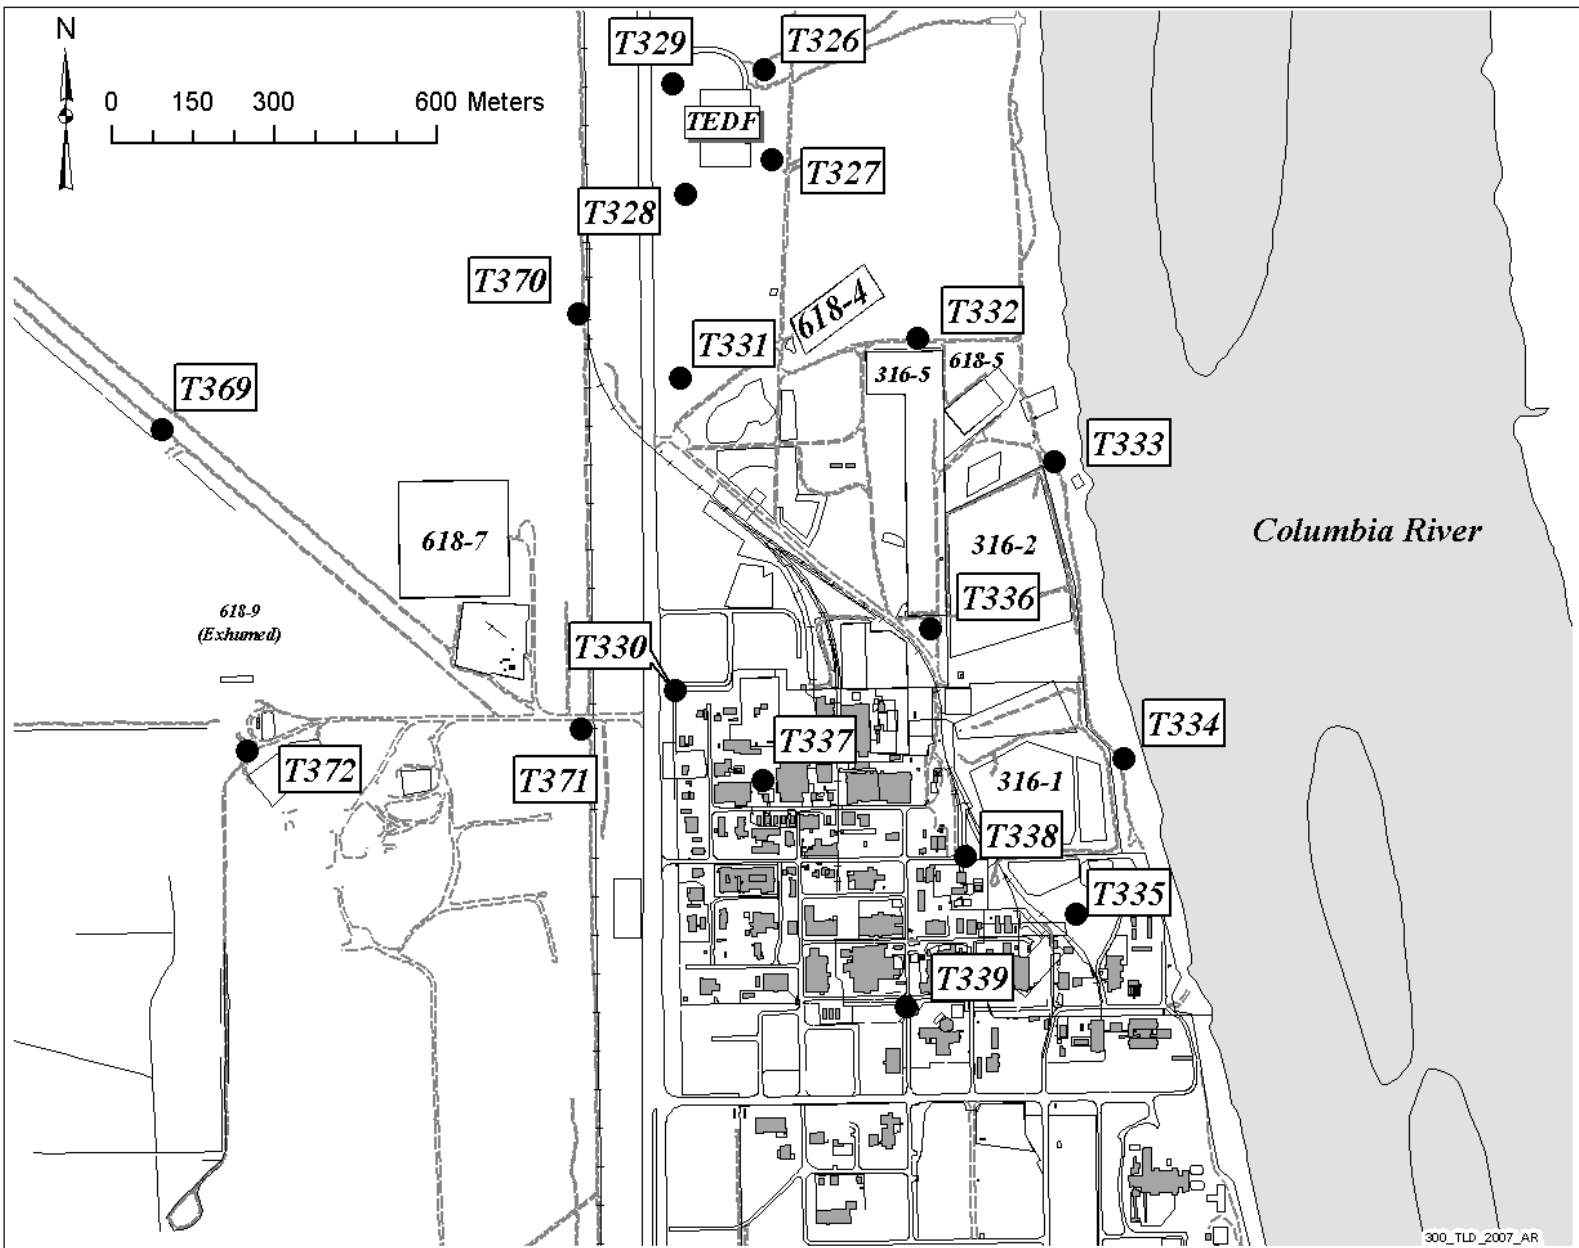 N
0 150 300 600 Meters
T329
T326
TEDF
T327
T328
T370
618-4
T332
T331
316-5
618-5
T369
T333
618-7
316-2
Columbia River
T336
618-9
(Exhumed)
T330
T334
T337
T372
T371
316-1
T338
T335
T339
300_TLD_2007_AR